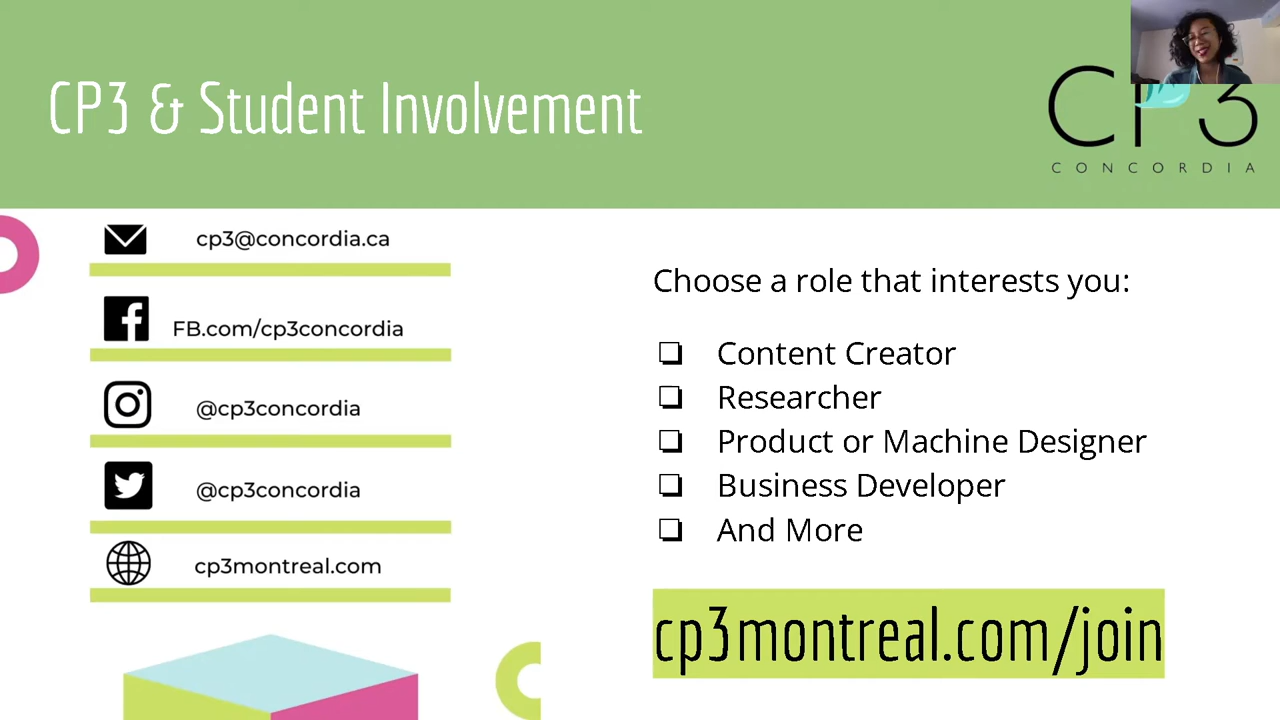 CP3 & Student Involvement
CP3
CONCORDIA
cp3@concordia.ca
FB.com/cp3concordia
@cp3concordia
@cp3concordia
cp3montreal.com
Choose a role that interests you:
Content Creator
Researcher
Product or Machine Designer
Business Developer
And More
cp3montreal.com/join